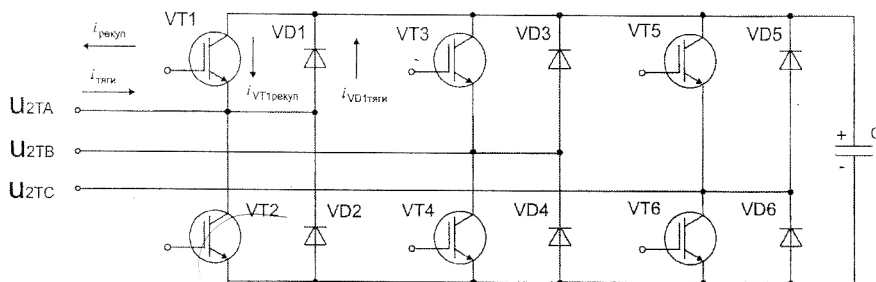 iрекуп
VT1
VD1
VT3
VD3
VT5
VD5
iтяги
iVT1рекуп
iVD1тяги
u2TA
u2TB
u2TC
+
-
C
VT2
VD2
VT4
VD4
VT6
VD6